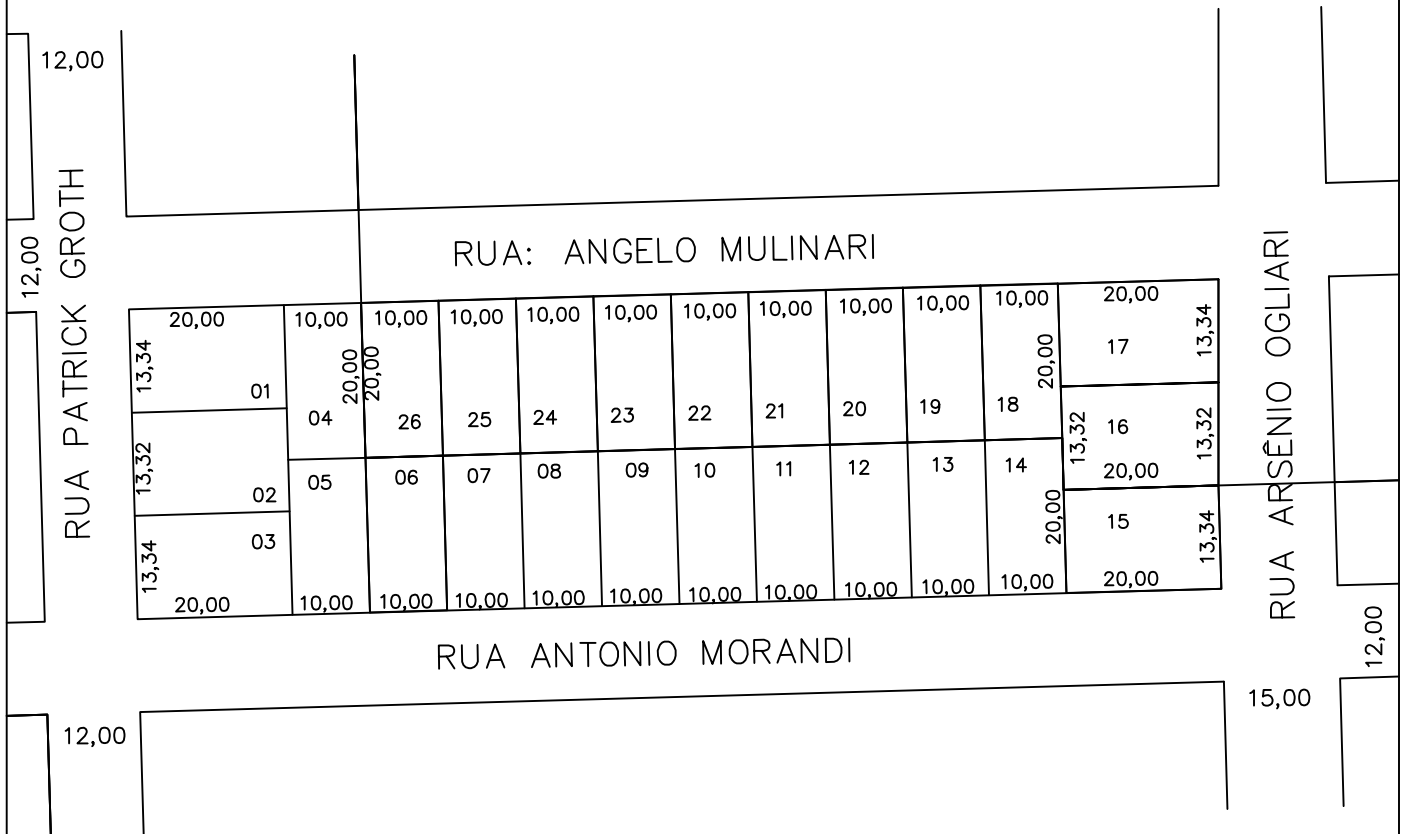 12,00
12,00
RUA PATRICK GROTH
RUA: ANGELO MULINARI
RUA ARSÊNIO OGLIARI
20,00 10,00 10,00 10,00 10,00 10,00 10,00 10,00 10,00 10,00 10,00 20,00
13,34 20,00 20,00 20,00 13,34
01 04 26 25 24 23 22 21 20 19 18 17
13,32 13,32 16 13,32
20,00
02 05 06 07 08 09 10 11 12 13 14
03 20,00 15
13,34 13,34
20,00 10,00 10,00 10,00 10,00 10,00 10,00 10,00 10,00 10,00 10,00 20,00
RUA ANTONIO MORANDI
12,00
15,00
12,00